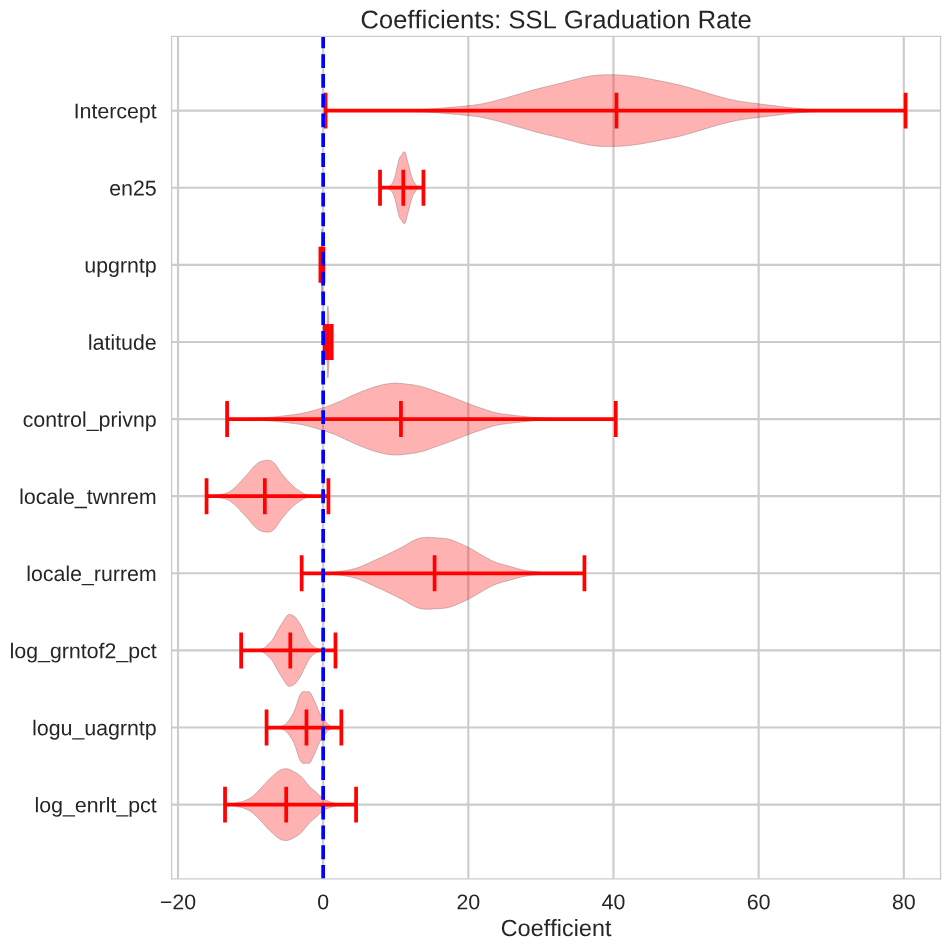 Coefficients: SSL Graduation Rate
Intercept
en25
upgrntp
latitude
control_privnp
locale_twnrem
locale_rurrem
log_grntof2_pct
logu_uagrntp
log_enrlt_pct
−20 0 20 40 60 80
Coefficient